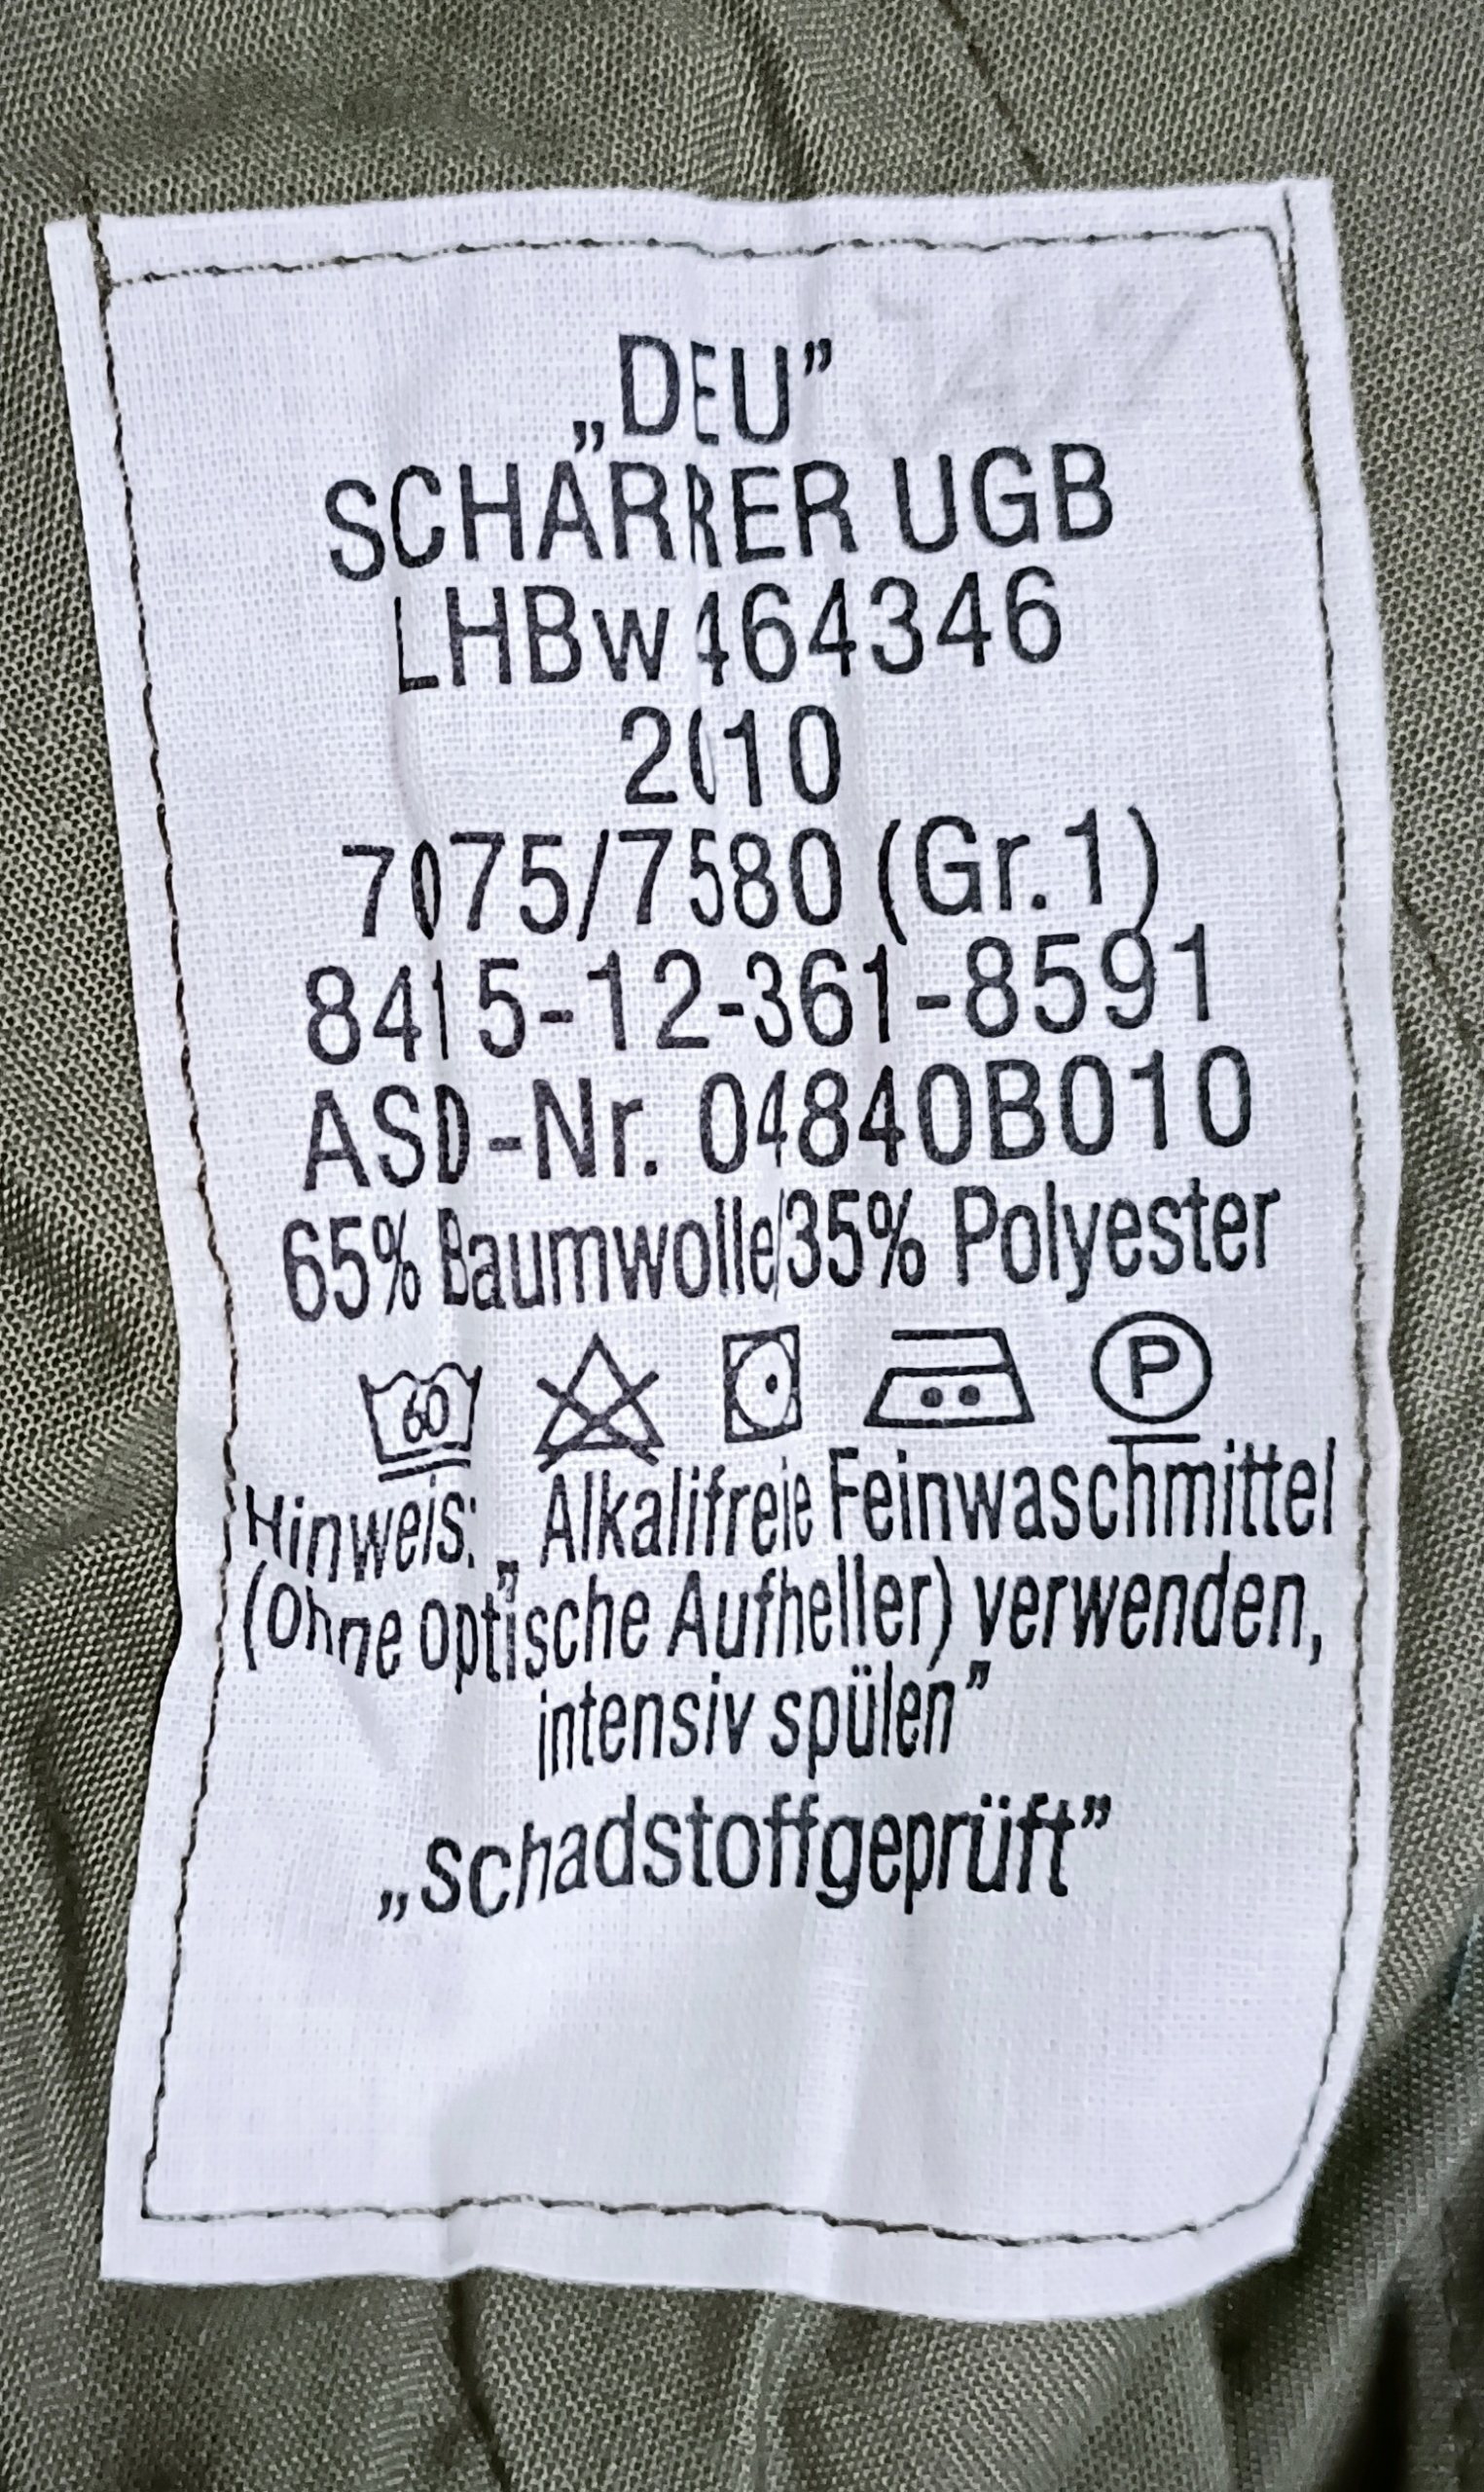 „DEU”
SCHARRER UGB
LHBw 464346
2010
7075/7580 (Gr.1)
8415-12-361-8591
ASD-Nr. 04840B010
65% Baumwolle/35% Polyester
60 P
Hinweis: „Alkalifreie Feinwaschmittel
(ohne optische Aufheller) verwenden,
intensiv spülen”
„schadstoffgeprüft”